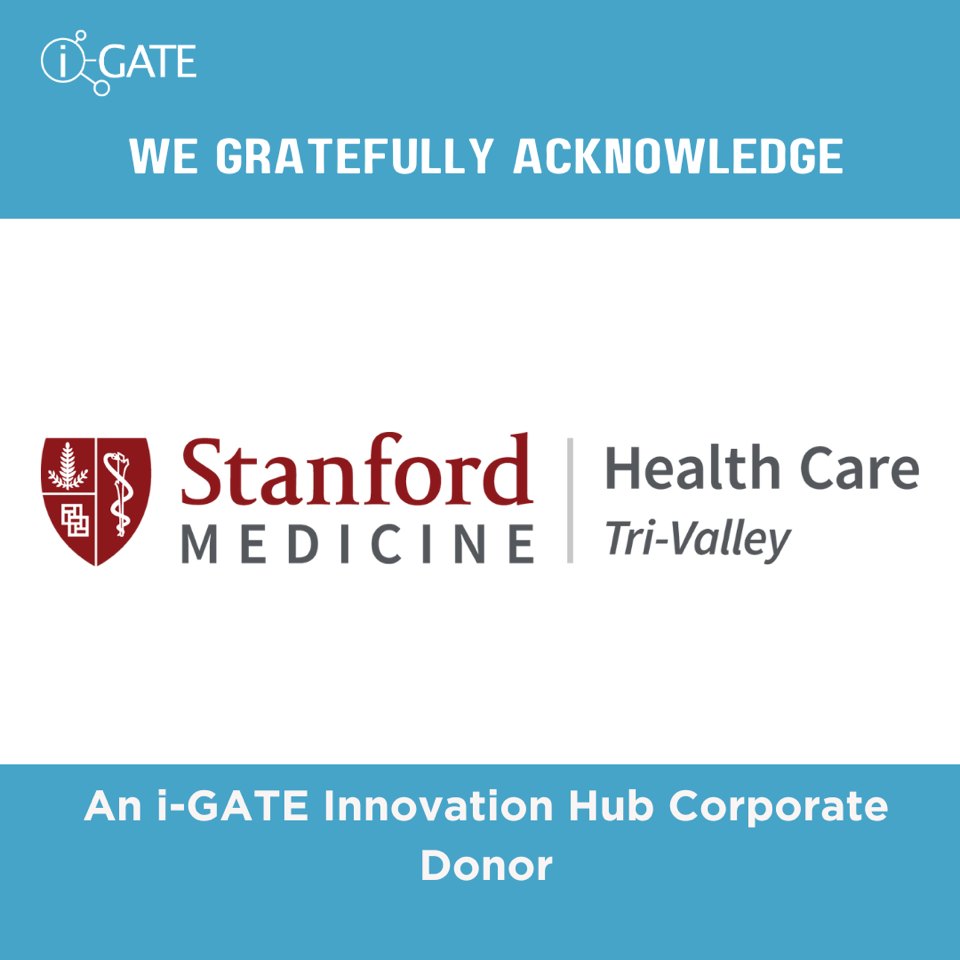 i-GATE
WE GRATEFULLY ACKNOWLEDGE
Stanford
MEDICINE
Health Care
Tri-Valley
An i-GATE Innovation Hub Corporate
Donor